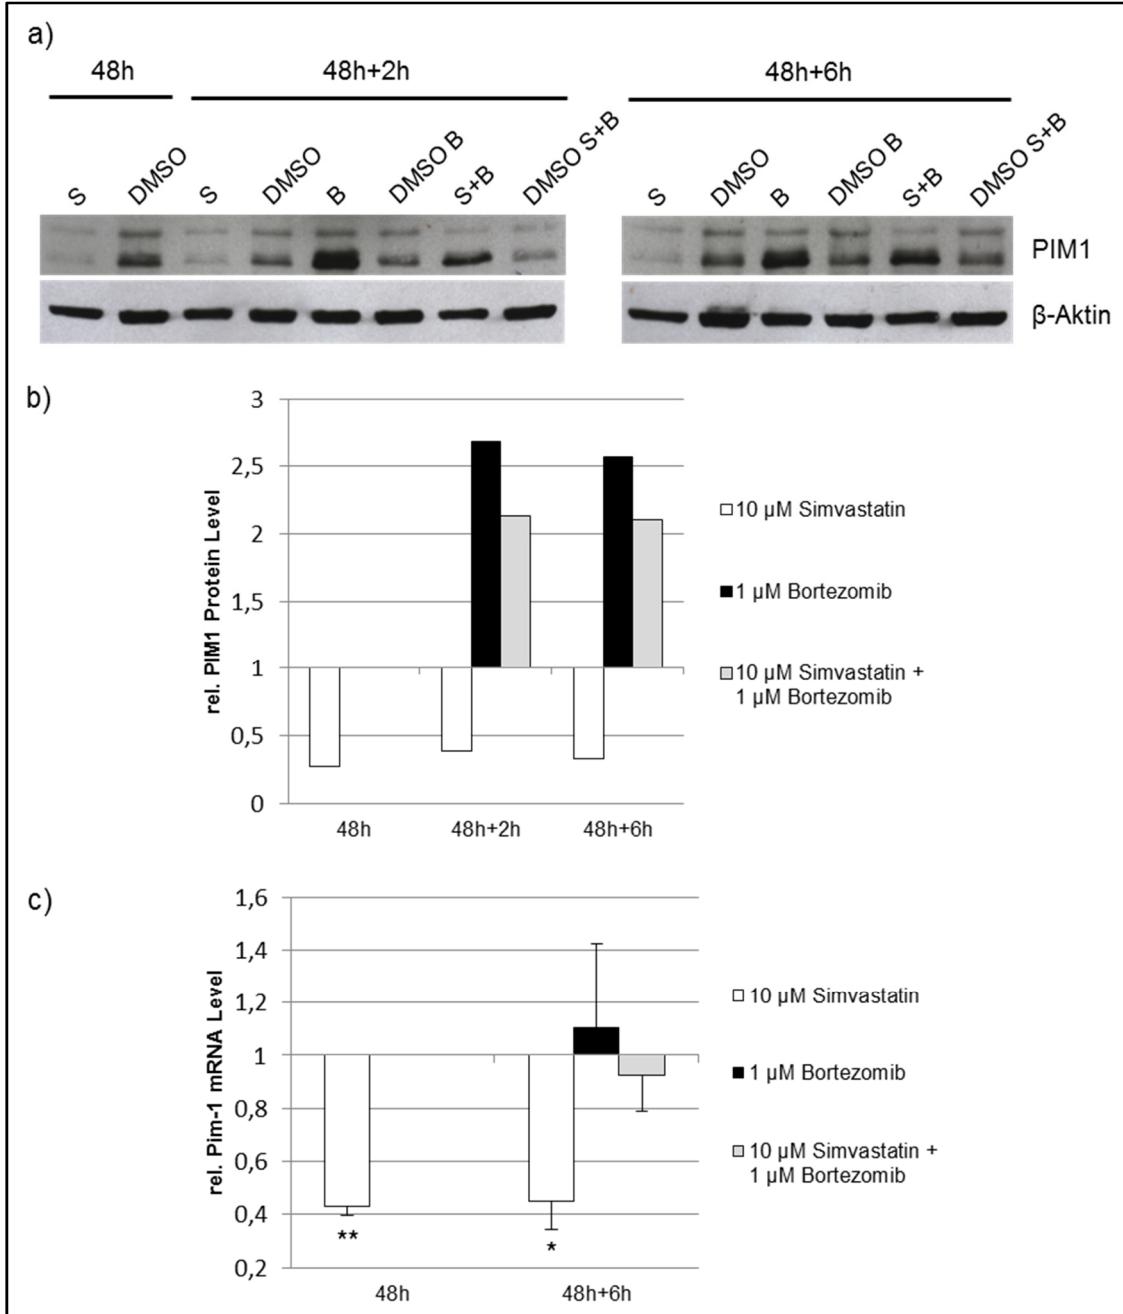 a)
48h 48h+2h 48h+6h
S DMSO S DMSO B DMSO B S+B DMSO S+B S DMSO B DMSO B S+B DMSO S+B
PIM1
β-Aktin
b)
rel. PIM1 Protein Level
3
2,5
2
1,5
1
0,5
0
48h 48h+2h 48h+6h
10 µM Simvastatin
1 µM Bortezomib
10 µM Simvastatin +
1 µM Bortezomib
c)
rel. Pim-1 mRNA Level
1,6
1,4
1,2
1
0,8
0,6
0,4
0,2
** *
48h 48h+6h
10 µM Simvastatin
1 µM Bortezomib
10 µM Simvastatin +
1 µM Bortezomib